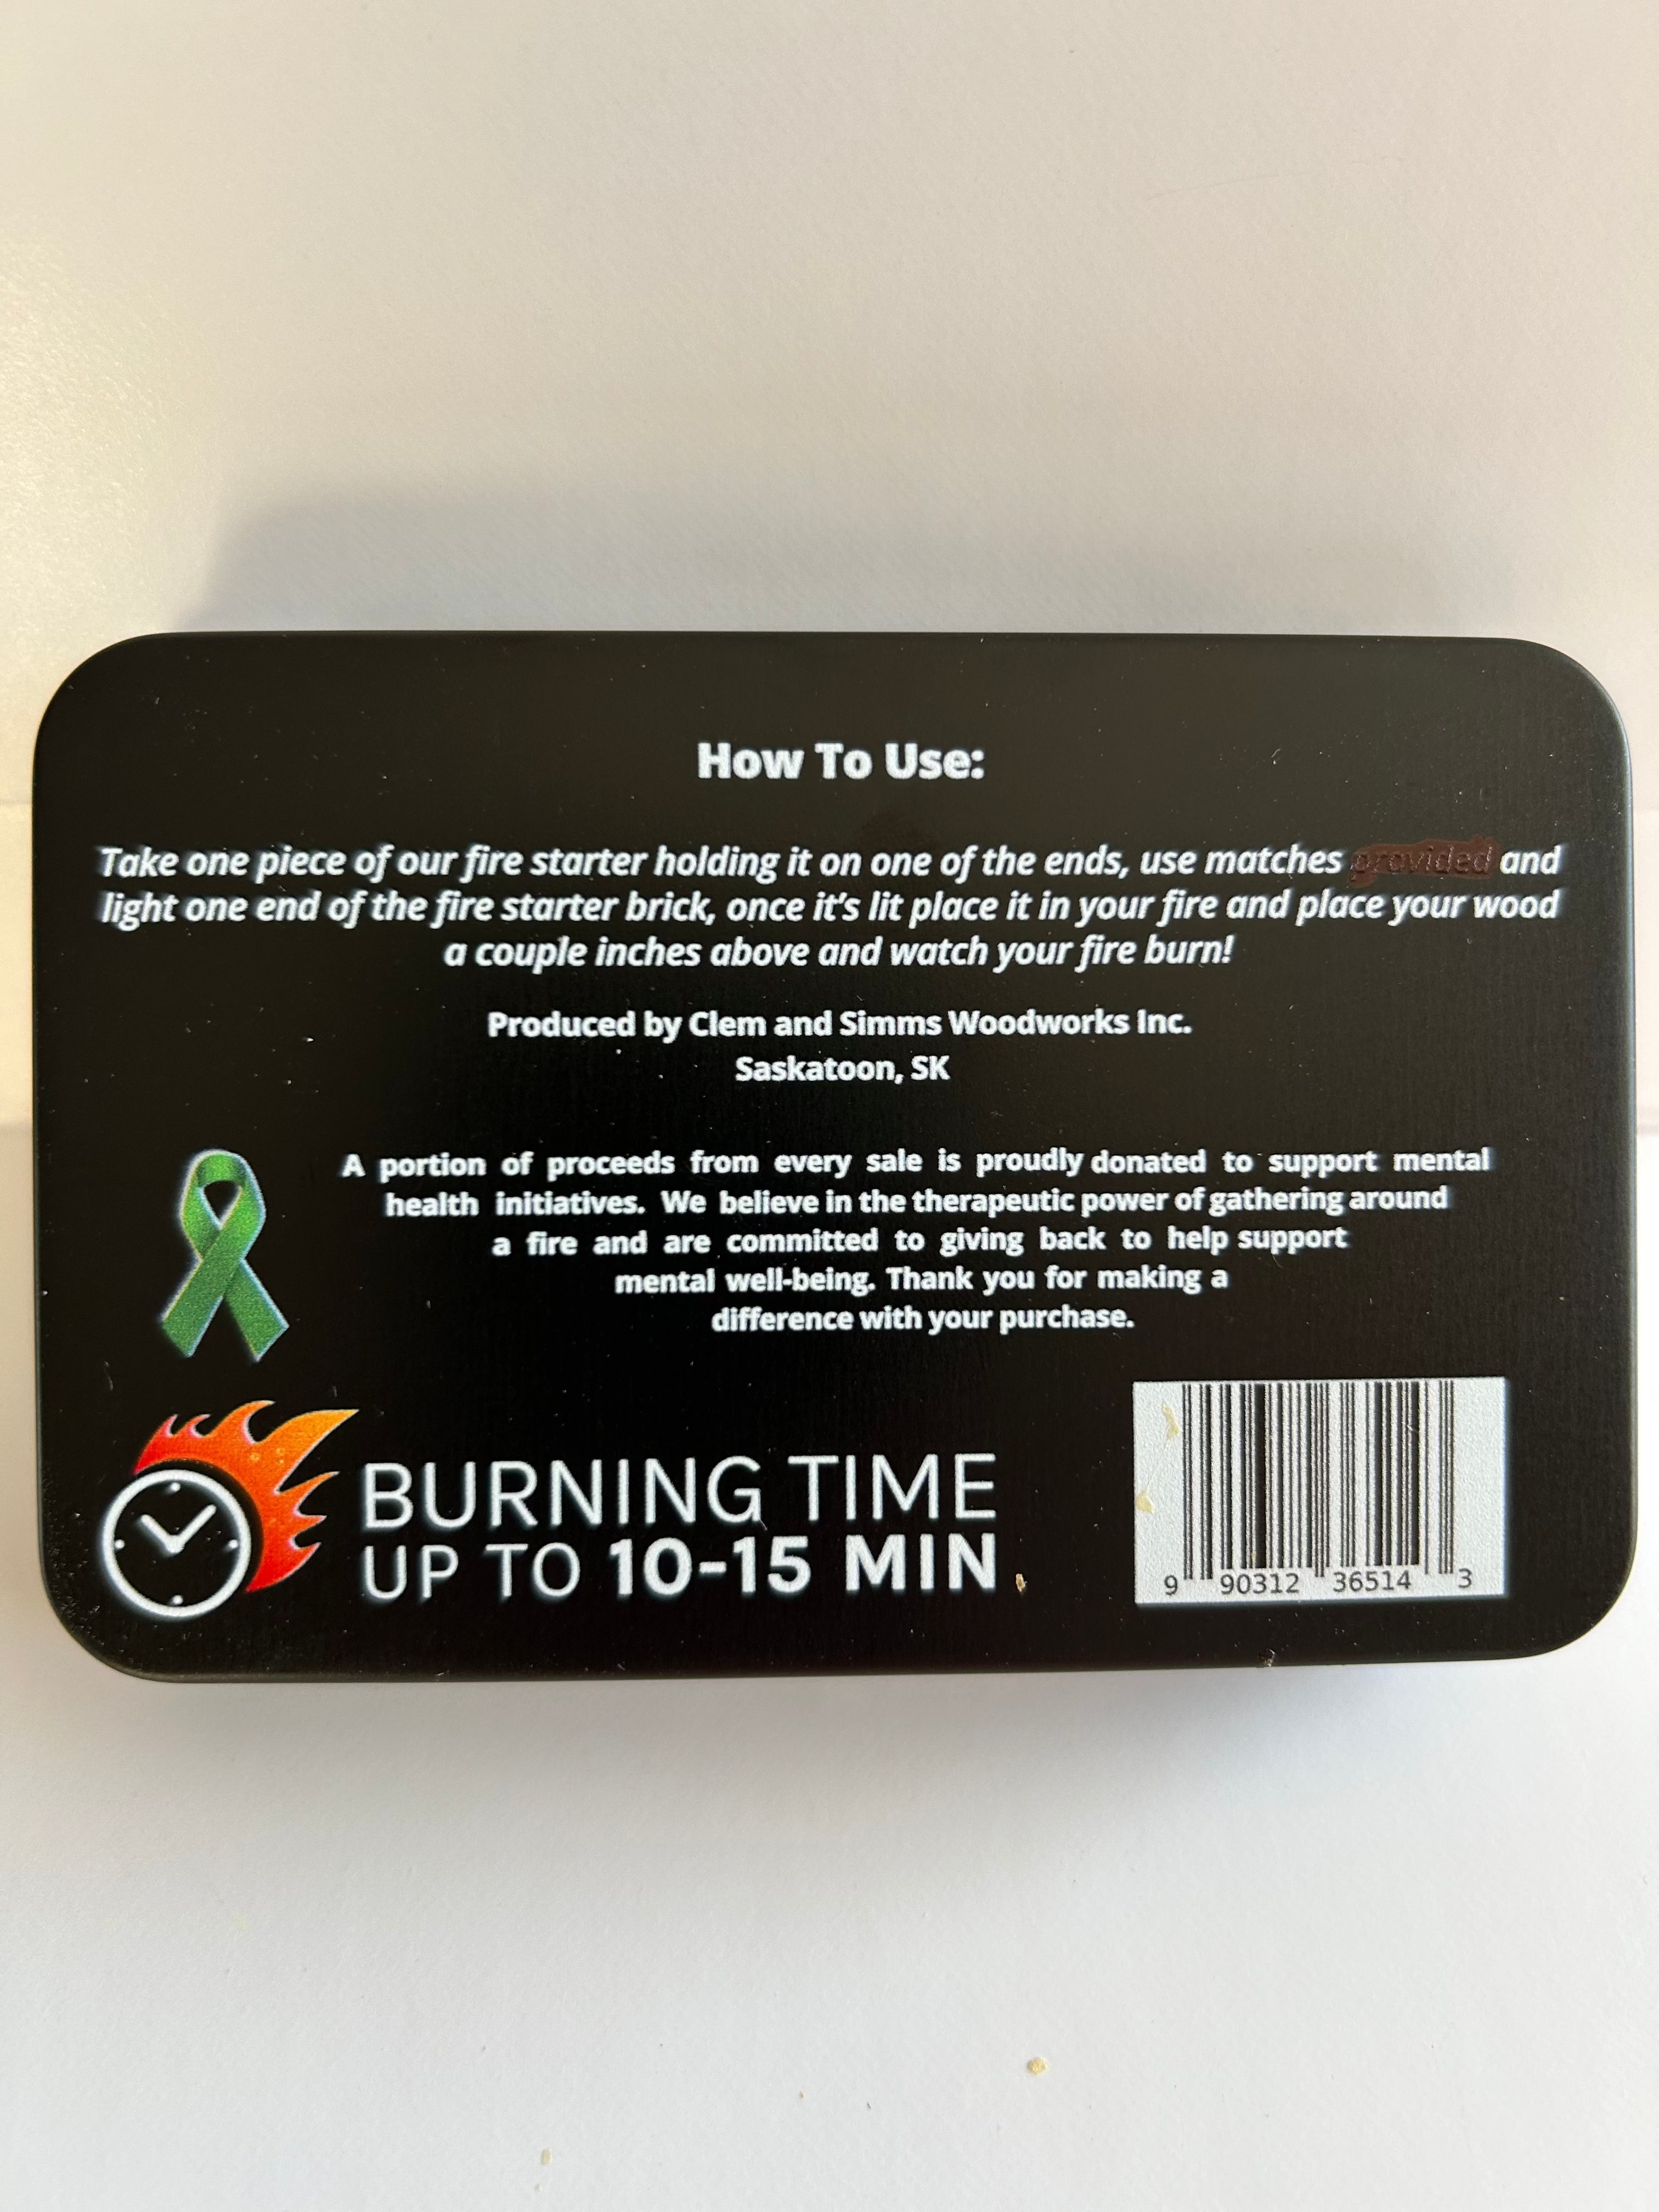 How To Use:
Take one piece of our fire starter holding it on one of the ends, use matches provided and
light one end of the fire starter brick, once it's lit place it in your fire and place your wood
a couple inches above and watch your fire burn!
Produced by Clem and Simms Woodworks Inc.
Saskatoon, SK
A portion of proceeds from every sale is proudly donated to support mental
health initiatives. We believe in the therapeutic power of gathering around
a fire and are committed to giving back to help support
mental well-being. Thank you for making a
difference with your purchase.
BURNING TIME
UP TO 10-15 MIN
9 90312 36514 3